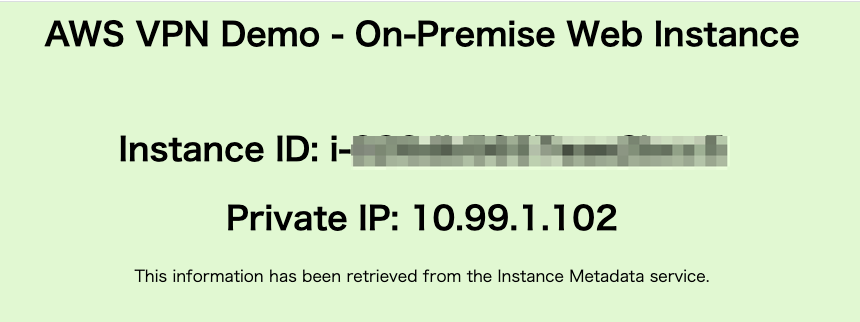 AWS VPN Demo - On-Premise Web Instance
Instance ID: i-
Private IP: 10.99.1.102
This information has been retrieved from the Instance Metadata service.